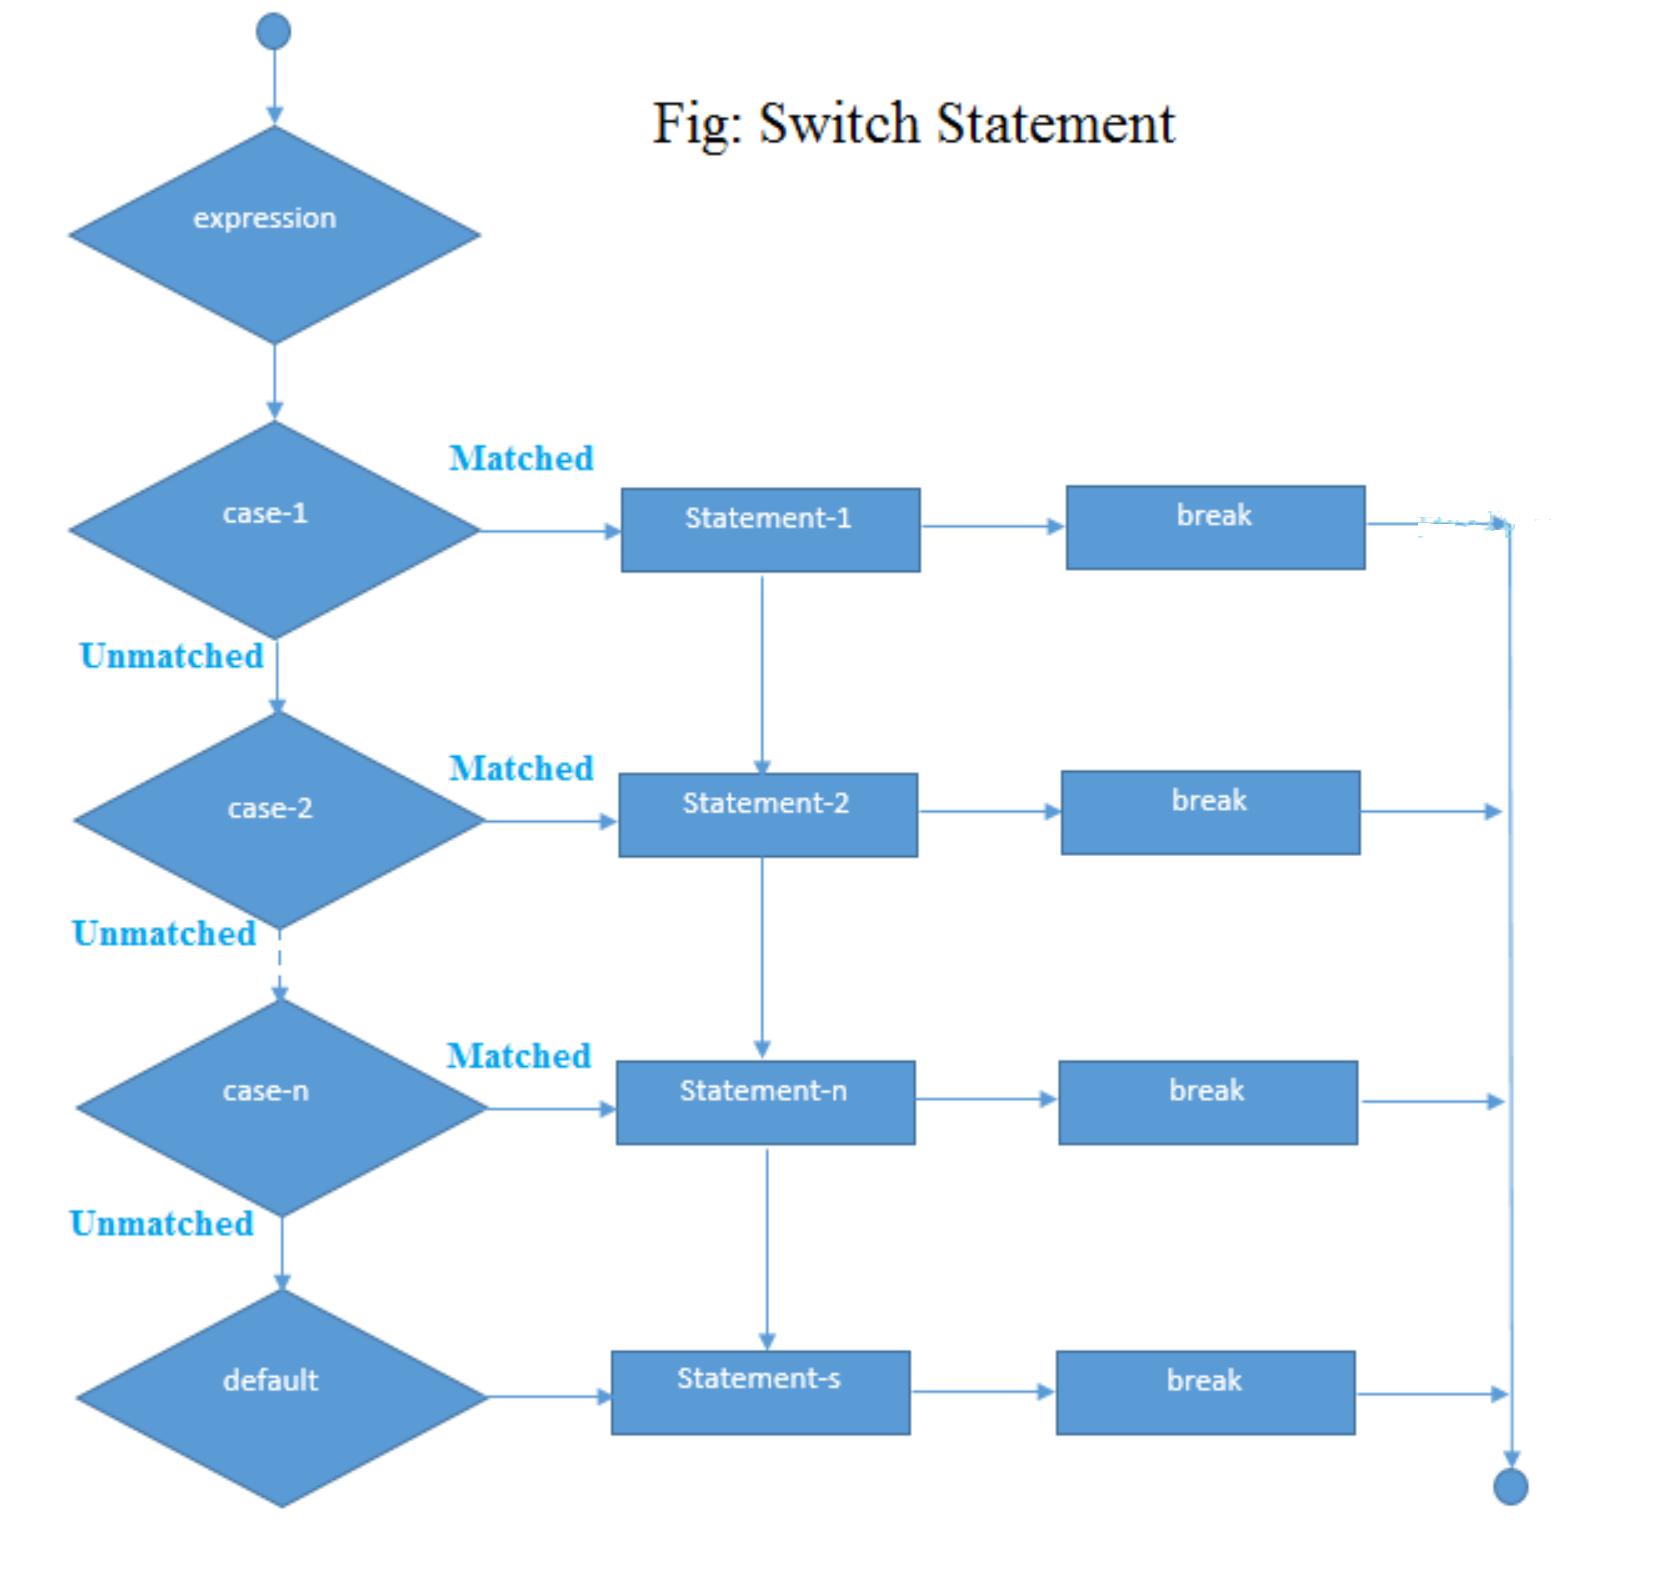 Fig: Switch Statement
expression
case-1
Matched
Statement-1
break
Unmatched
case-2
Matched
Statement-2
break
Unmatched
case-n
Matched
Statement-n
break
Unmatched
default
Statement-s
break